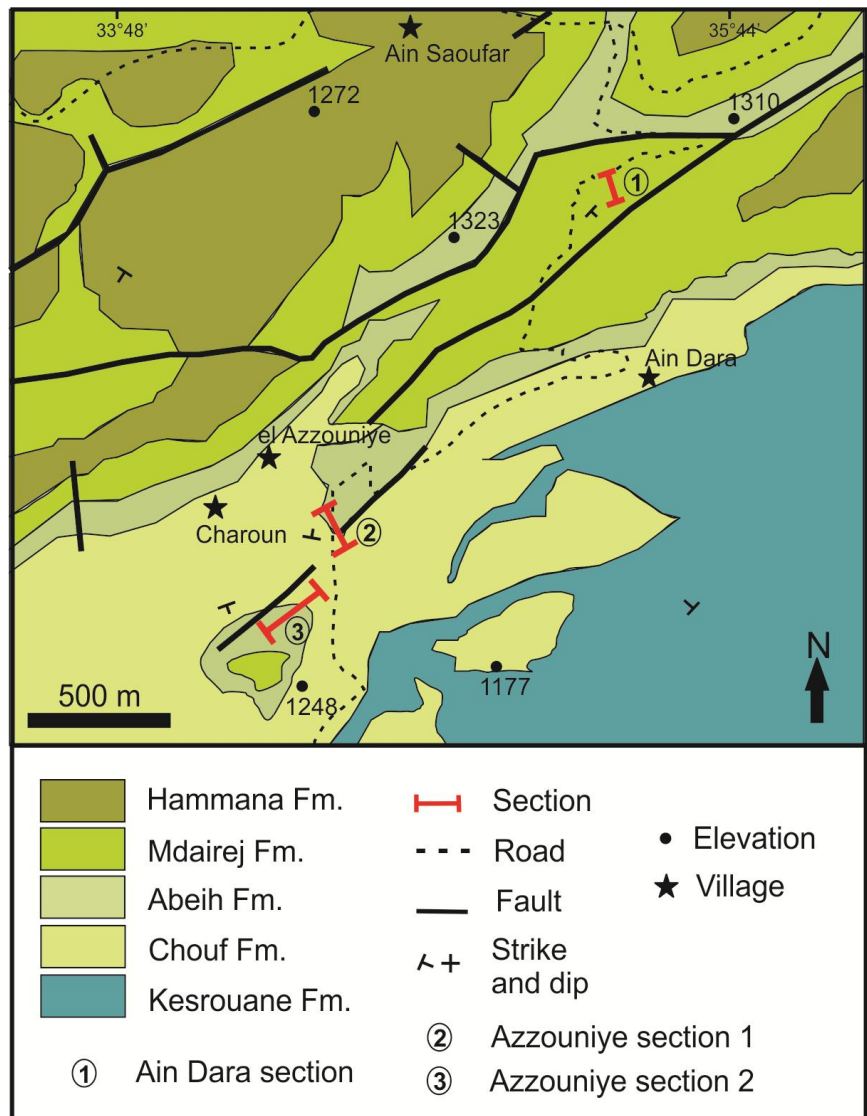 33°48’ 35°44’
Ain Saoufar
1272
1310
①
1323
Ain Dara
el Azzouniye
Charoun
②
③
N
500 m
1248
1177
Hammana Fm.
Mdairej Fm.
Abeih Fm.
Chouf Fm.
Kesrouane Fm.
① Ain Dara section
Section
Road
Fault
Strike
and dip
② Azzouniye section 1
③ Azzouniye section 2
Elevation
Village